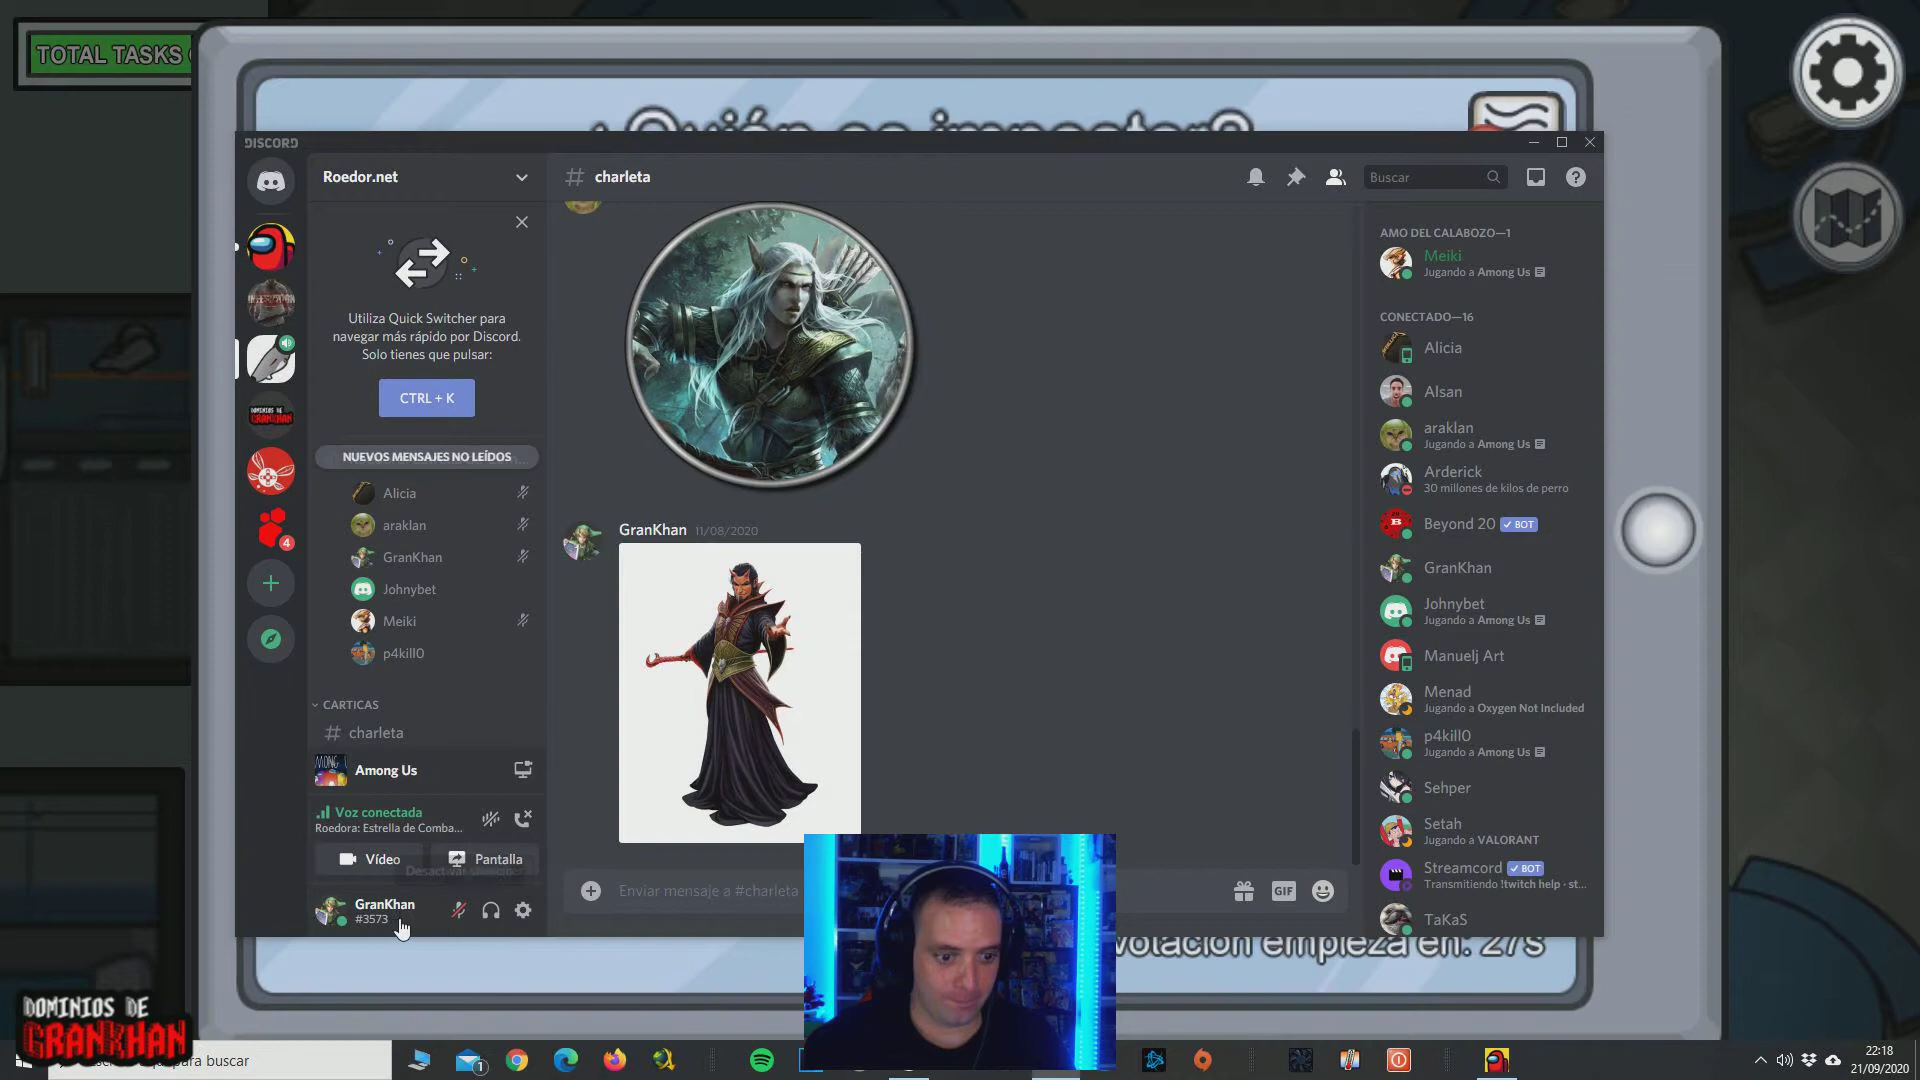 TOTAL TASKS
¿Quién es impostor?
DISCORD
Roedor.net
charleta
Buscar
Utiliza Quick Switcher para
navegar más rápido por Discord.
Solo tienes que pulsar:
CTRL + K
NUEVOS MENSAJES NO LEÍDOS
Alicia
araklan
GranKhan
Johnybet
Meiki
p4kill0
CARTICAS
charleta
Among Us
Voz conectada
Roedora: Estrella de Comba...
Vídeo
Pantalla
GranKhan
#3573
4
GranKhan 11/08/2020
Enviar mensaje a #charleta
GIF
AMO DEL CALABOZO—1
Meiki
Jugando a Among Us
CONECTADO—16
Alicia
Alsan
araklan
Jugando a Among Us
Arderick
30 millones de kilos de perro
Beyond 20 BOT
GranKhan
Johnybet
Jugando a Among Us
Manuelj Art
Menad
Jugando a Oxygen Not Included
p4kill0
Jugando a Among Us
Sehper
Setah
Jugando a VALORANT
Streamcord BOT
Transmitiendo !twitch help · st...
TaKaS
votación empieza en: 27s
DOMINIOS DE
GRANKHAN
para buscar
1
22:18
21/09/2020